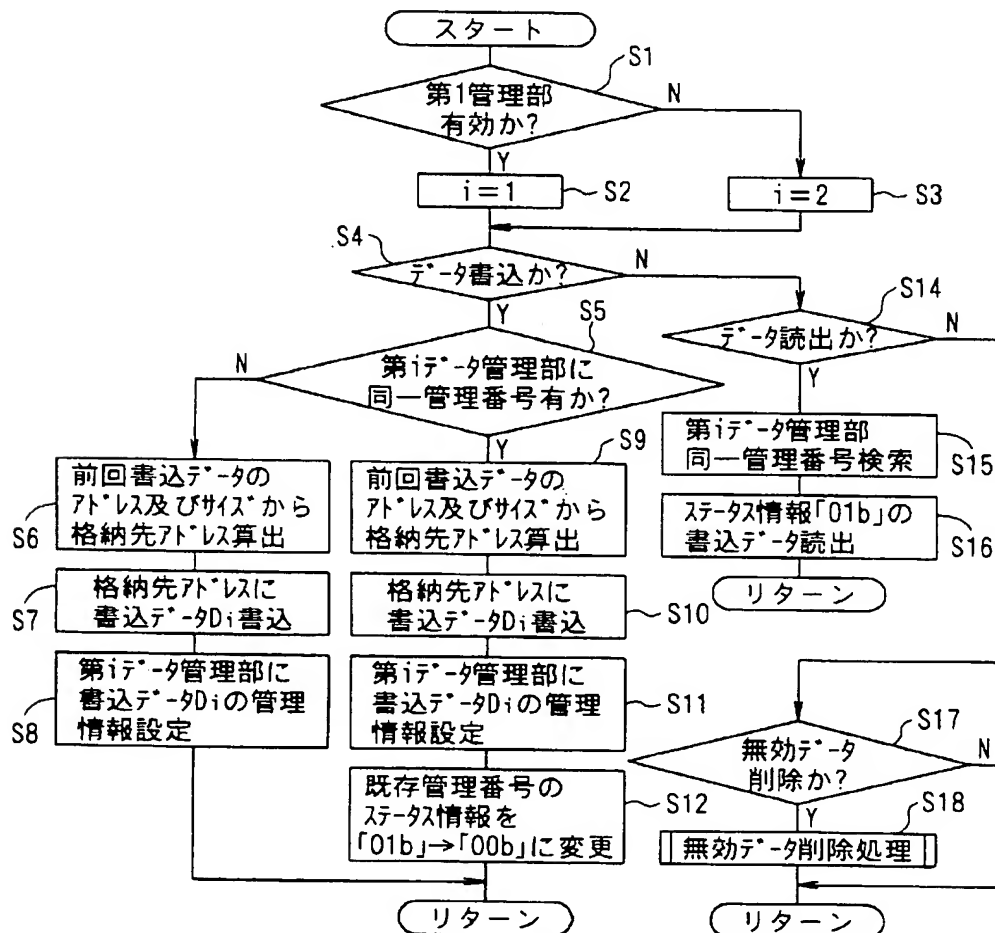 スタート
S1
第1管理部
有効か?
N
Y
i=1
S2
i=2
S3
S4
データ書込か?
N
Y
S5
第iデータ管理部に
同一管理番号有か?
N
Y
S14
データ読出か?
N
Y
第iデータ管理部
同一管理番号検索
S15
ステータス情報「01b」の
書込データ読出
S16
リターン
前回書込データの
アドレス及びサイズから
格納先アドレス算出
S6
格納先アドレスに
書込データDi書込
S7
第iデータ管理部に
書込データDiの管理
情報設定
S8
S9
前回書込データの
アドレス及びサイズから
格納先アドレス算出
格納先アドレスに
書込データDi書込
S10
第iデータ管理部に
書込データDiの管理
情報設定
S11
既存管理番号の
ステータス情報を
「01b」→「00b」に変更
S12
リターン
S17
無効データ
削除か?
N
Y
S18
無効データ削除処理
リターン